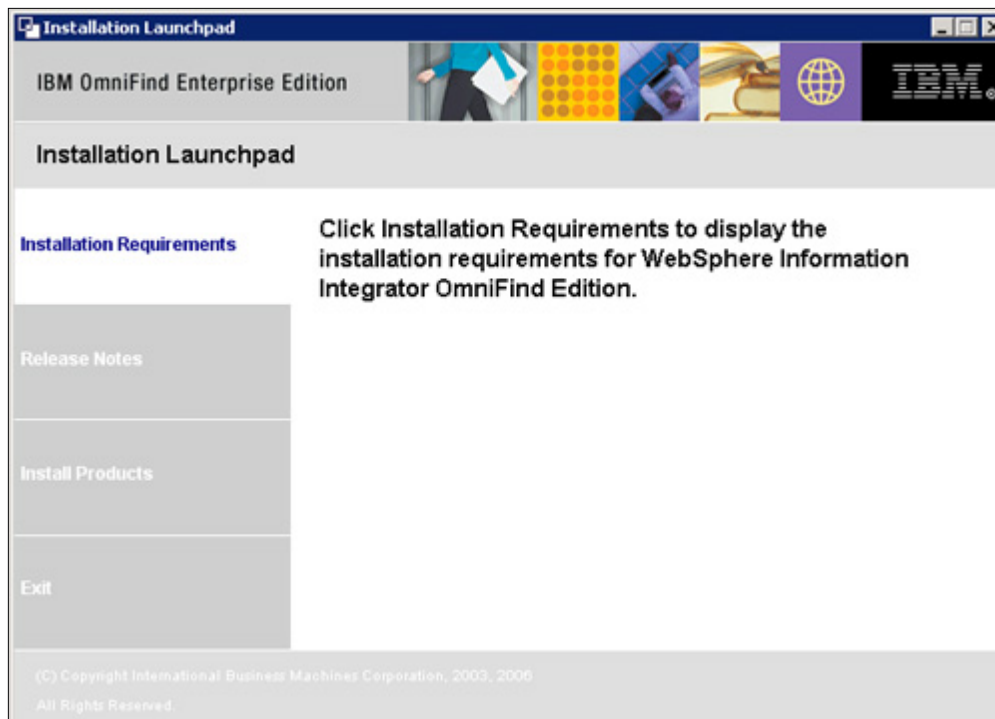 Installation Launchpad
IBM OmniFind Enterprise Edition
IBM®
Installation Launchpad
Installation Requirements
Click Installation Requirements to display the
installation requirements for WebSphere Information
Integrator OmniFind Edition.
Release Notes
Install Products
Exit
(C) Copyright International Business Machines Corporation, 2003, 2006
All Rights Reserved.